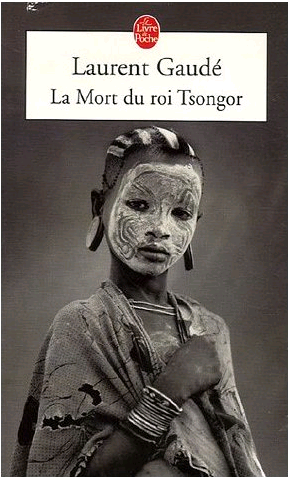 Le
Livre
de
Poche
Laurent Gaudé
La Mort du roi Tsongor